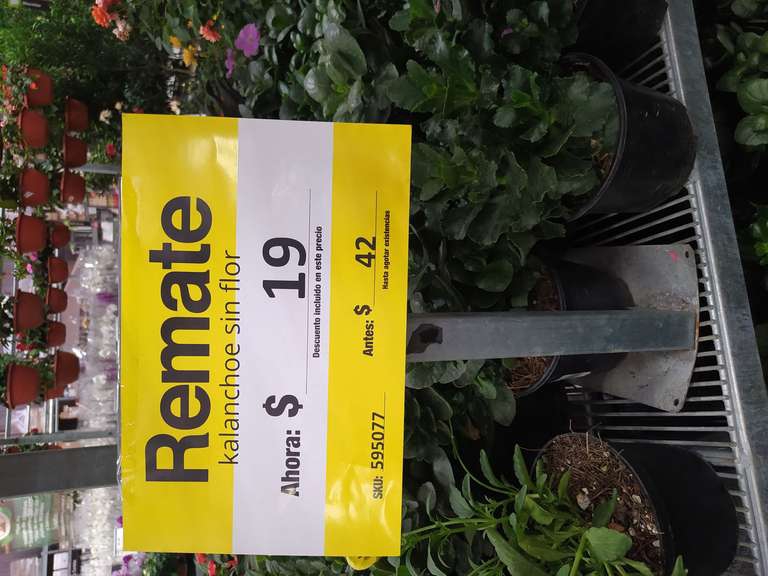 Remate
kalanchoe sin flor
Ahora: $ 19
Descuento incluido en este precio
Antes: $ 42
Hasta agotar existencias
SKU: 595077